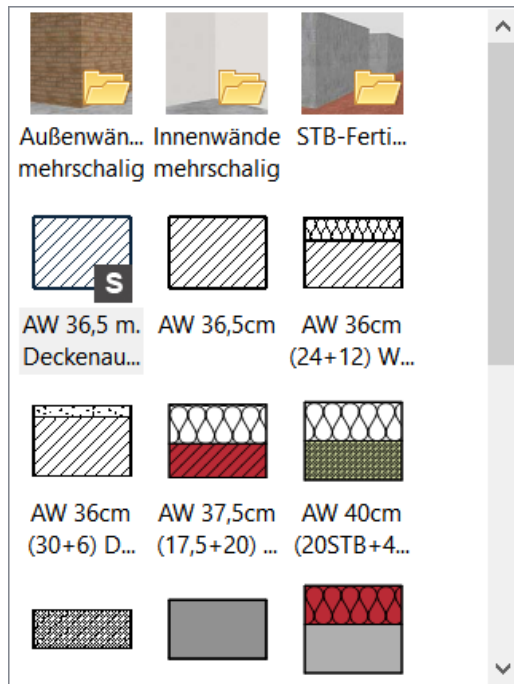 Außenwän... Innenwände STB-Ferti...
mehrschalig mehrschalig
S
AW 36,5 m. AW 36,5cm AW 36cm
Deckenau... (24+12) W...
AW 36cm AW 37,5cm AW 40cm
(30+6) D... (17,5+20) ... (20STB+4...